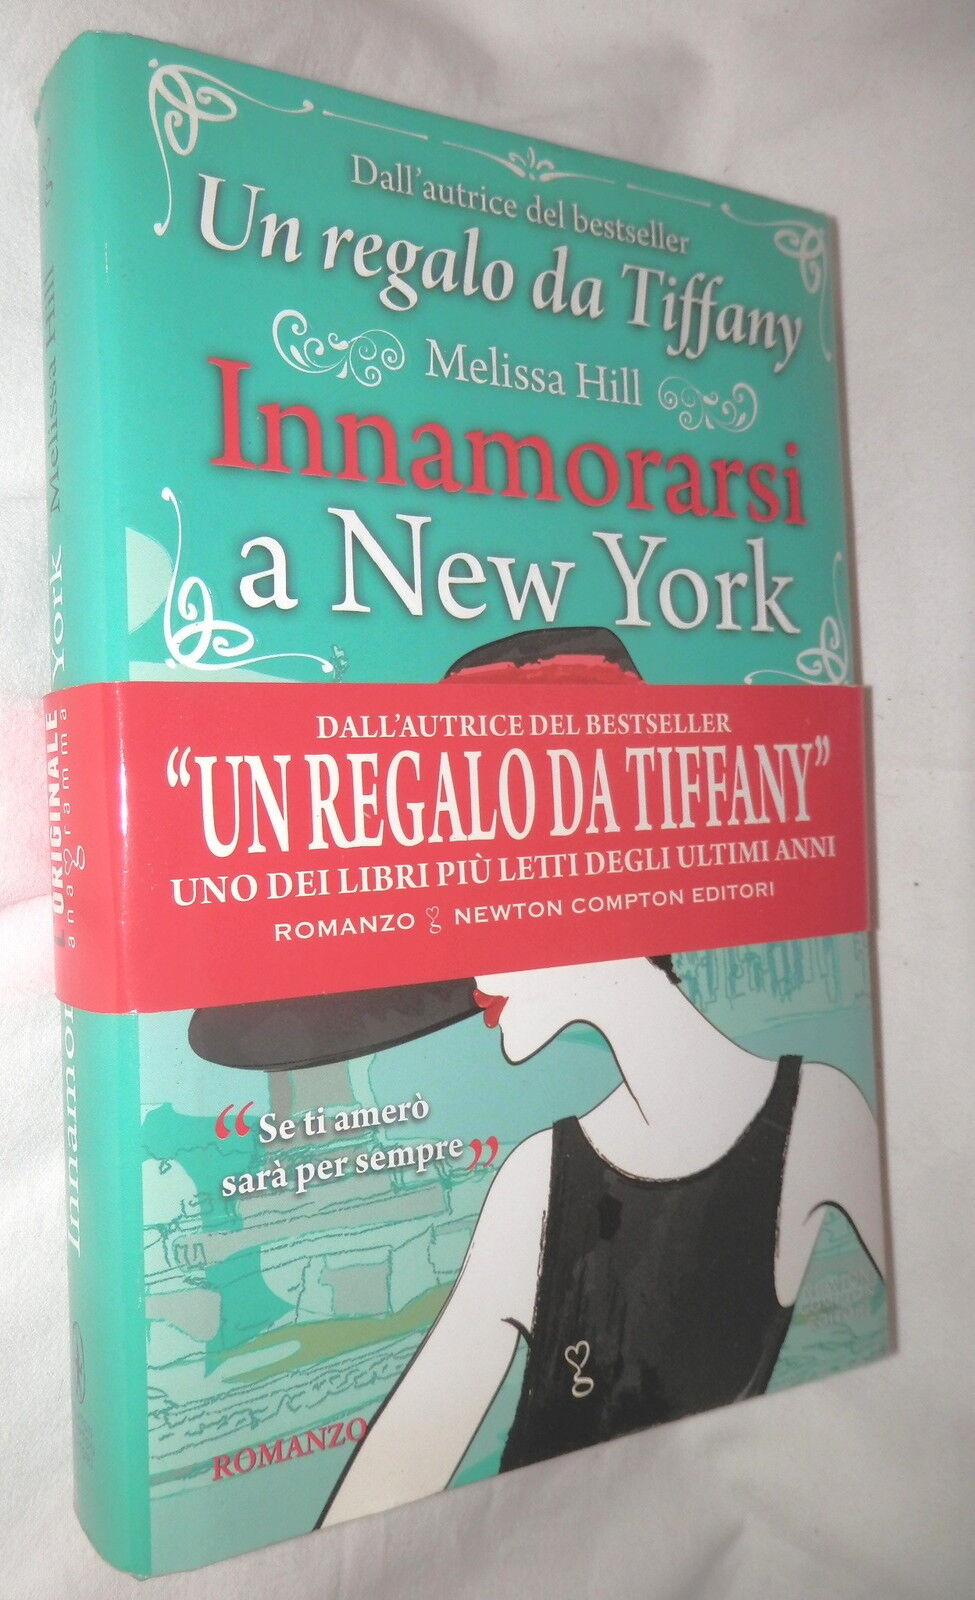 Dall'autrice del bestseller
Un regalo da Tiffany
Melissa Hill
Innamorarsi
a New York
DALL'AUTRICE DEL BESTSELLER
"UN REGALO DA TIFFANY"
UNO DEI LIBRI PIÙ LETTI DEGLI ULTIMI ANNI
ROMANZO NEWTON COMPTON EDITORI
"Se ti amerò
sarà per sempre"
ROMANZO
Melissa Hill
York
L'ORIGINALE
anagramma
Innamor